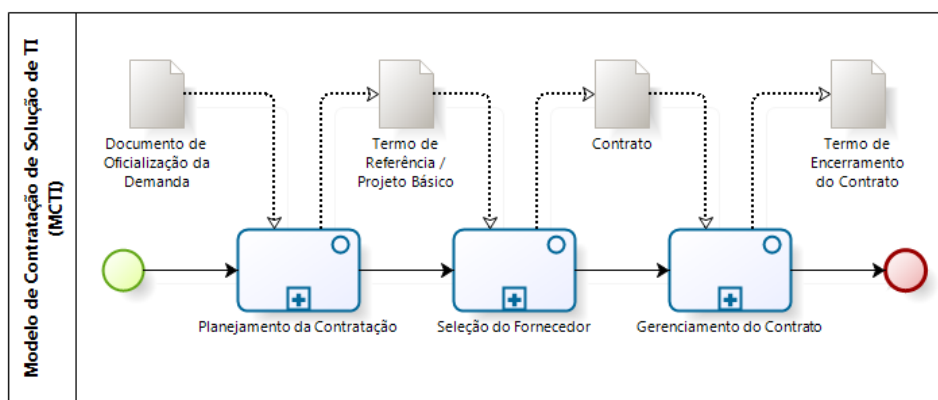 Modelo de Contratação de Solução de TI
(MCTI)
Documento de
Oficialização da
Demanda
Termo de
Referência /
Projeto Básico
Contrato
Termo de
Encerramento
do Contrato
Planejamento da Contratação
Seleção do Fornecedor
Gerenciamento do Contrato